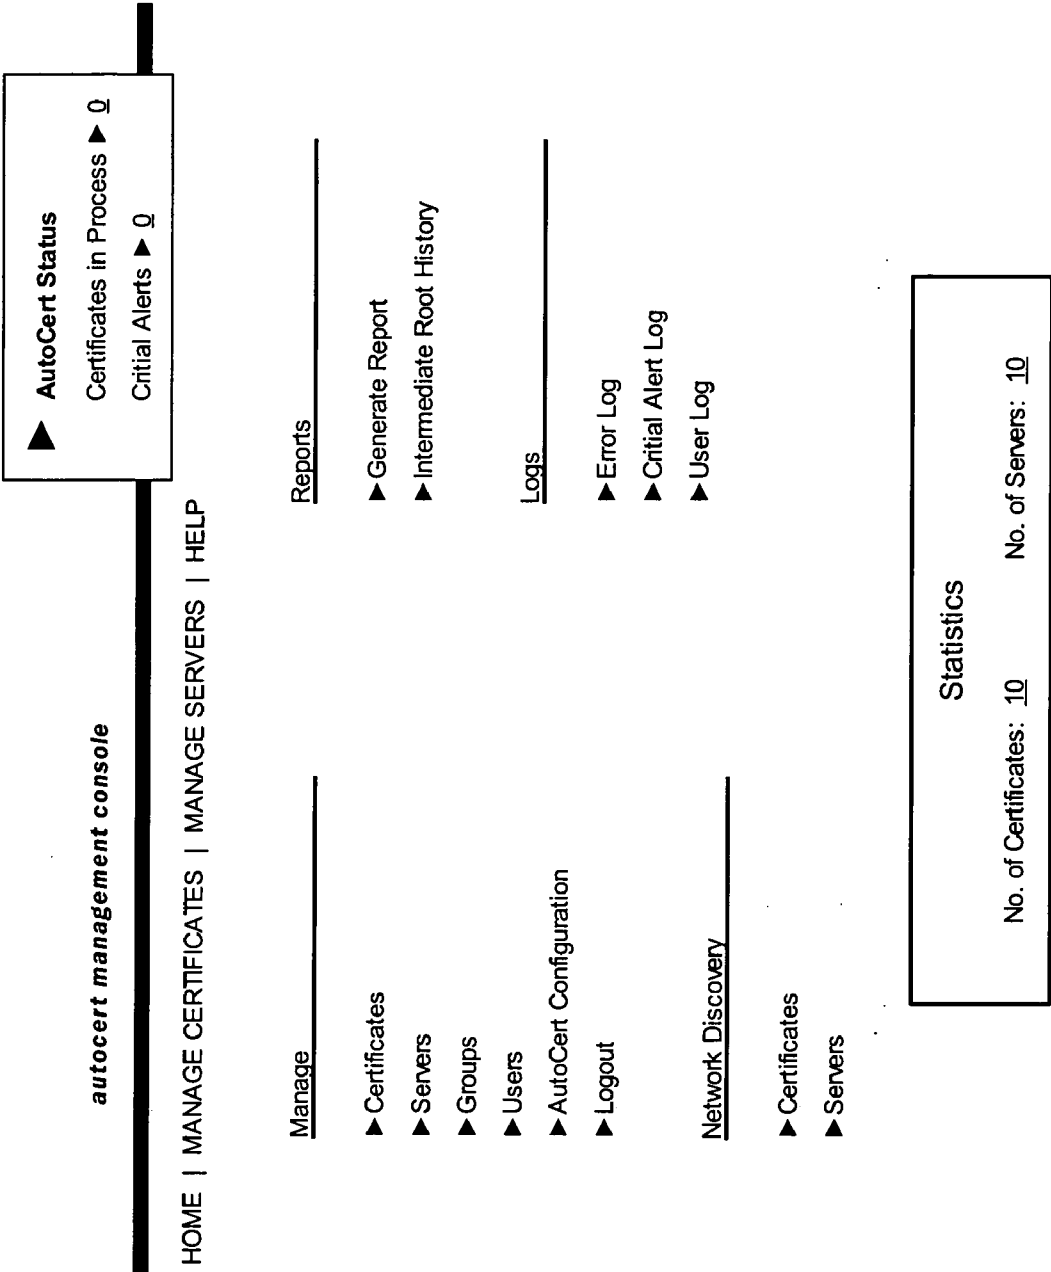 autocert management console
▶ AutoCert Status
Certificates in Process ▶ 0
Critial Alerts ▶ 0
HOME | MANAGE CERTIFICATES | MANAGE SERVERS | HELP
Manage
▶ Certificates
▶ Servers
▶ Groups
▶ Users
▶ AutoCert Configuration
▶ Logout
Network Discovery
▶ Certificates
▶ Servers
Reports
▶ Generate Report
▶ Intermediate Root History
Logs
▶ Error Log
▶ Critial Alert Log
▶ User Log
Statistics
No. of Certificates: 10 No. of Servers: 10